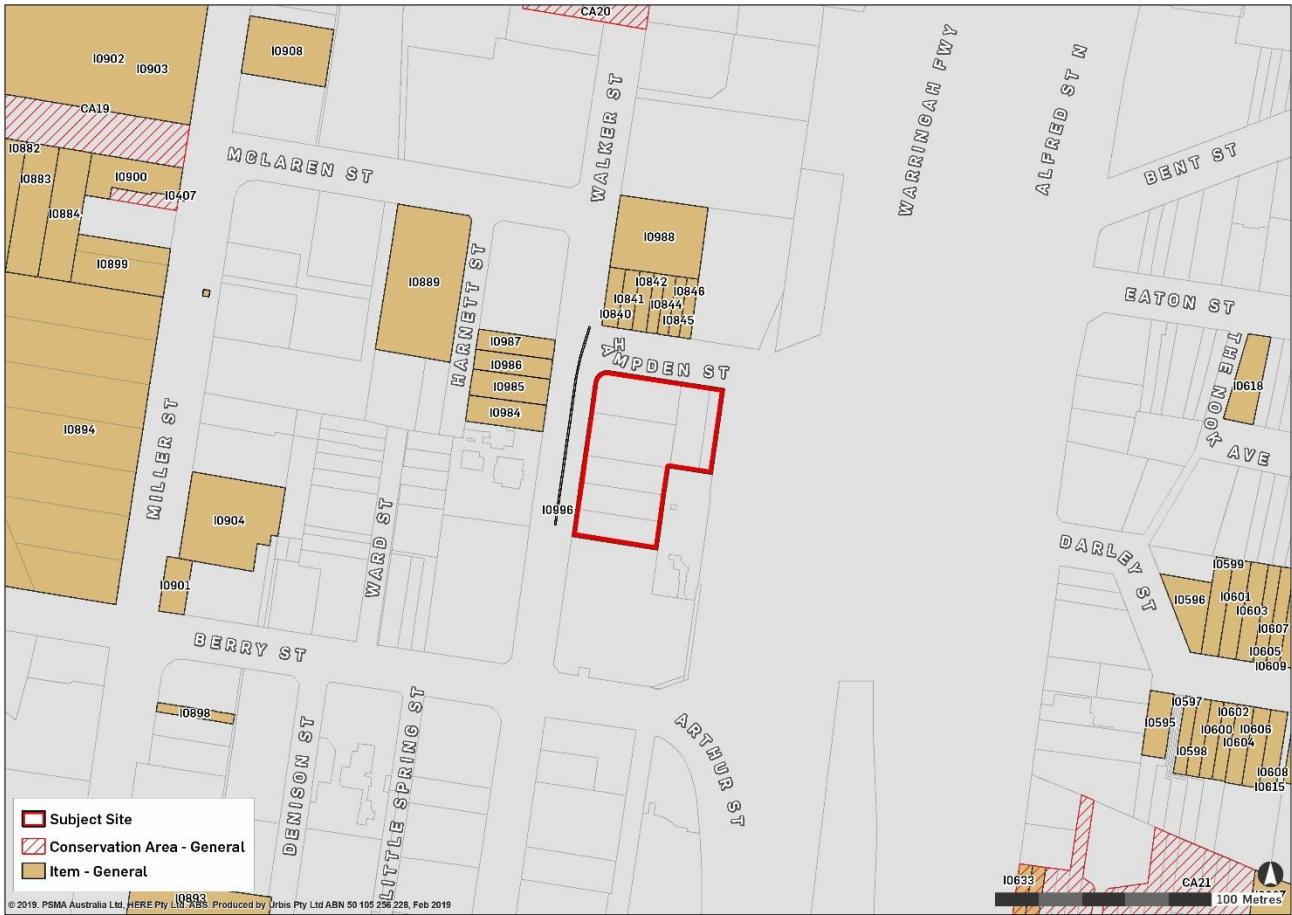 CA20
I0908
I0902
I0903
CA19
WALKER ST
WARRINGAH FWY
ALFRED ST N
BENT ST
I0882
MCLAREN ST
I0883
I0900
I0407
I0884
I0899
I0988
I0889
HARNETT ST
I0842
I0846
I0841
I0844
I0840
I0845
EATON ST
THE NOOK AVE
I0618
I0987
I0986
I0985
I0984
HAMPDEN ST
I0894
MILLER ST
I0904
I0996
WARD ST
I0901
DARLEY ST
I0599
I0596
I0601
I0603
I0607
I0605
I0609
BERRY ST
I0898
DENISON ST
LITTLE SPRING ST
ARTHUR ST
I0597
I0595
I0602
I0600
I0606
I0604
I0598
I0608
I0615
Subject Site
Conservation Area - General
Item - General
I0893
I0633
CA21
100 Metres
© 2019. PSMA Australia Ltd, HERE Pty Ltd. ABS. Produced by Urbis Pty Ltd ABN 50 105 256 228, Feb 2019